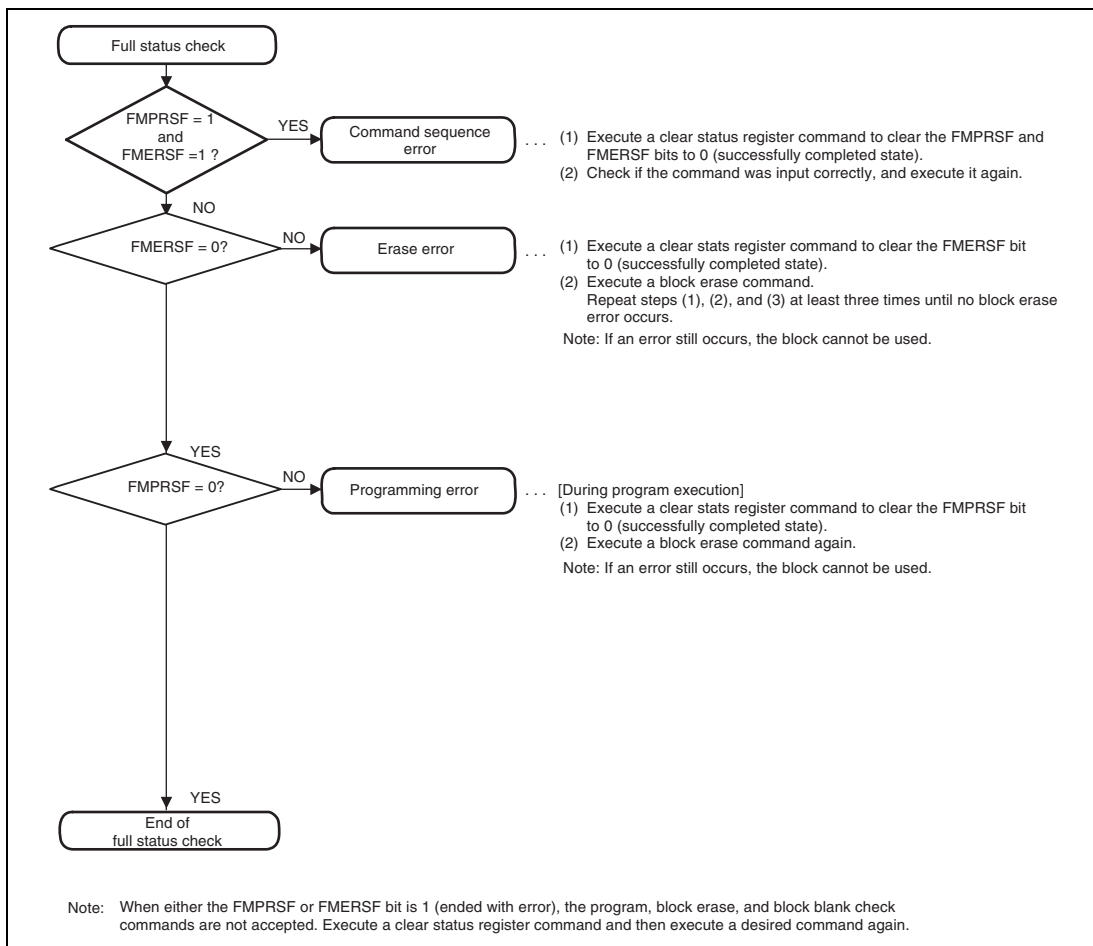 Full status check
FMPRSF = 1
and
FMERSF =1 ?
YES
Command sequence
error
. . . (1) Execute a clear status register command to clear the FMPRSF and
FMERSF bits to 0 (successfully completed state).
(2) Check if the command was input correctly, and execute it again.
NO
FMERSF = 0?
NO
Erase error
. . . (1) Execute a clear stats register command to clear the FMERSF bit
to 0 (successfully completed state).
(2) Execute a block erase command.
Repeat steps (1), (2), and (3) at least three times until no block erase
error occurs.
Note: If an error still occurs, the block cannot be used.
YES
FMPRSF = 0?
NO
Programming error
. . . [During program execution]
(1) Execute a clear stats register command to clear the FMPRSF bit
to 0 (successfully completed state).
(2) Execute a block erase command again.
Note: If an error still occurs, the block cannot be used.
YES
End of
full status check
Note: When either the FMPRSF or FMERSF bit is 1 (ended with error), the program, block erase, and block blank check
commands are not accepted. Execute a clear status register command and then execute a desired command again.